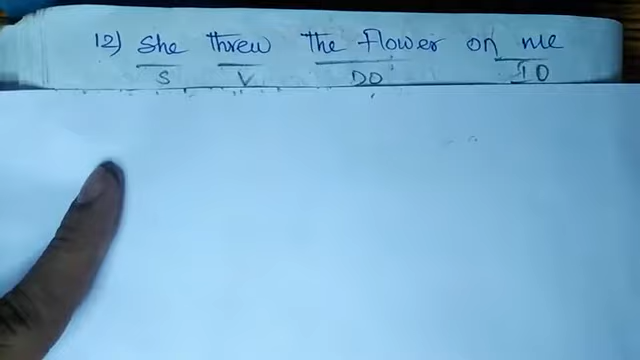 12) She threw the flower on me
S V DO IO